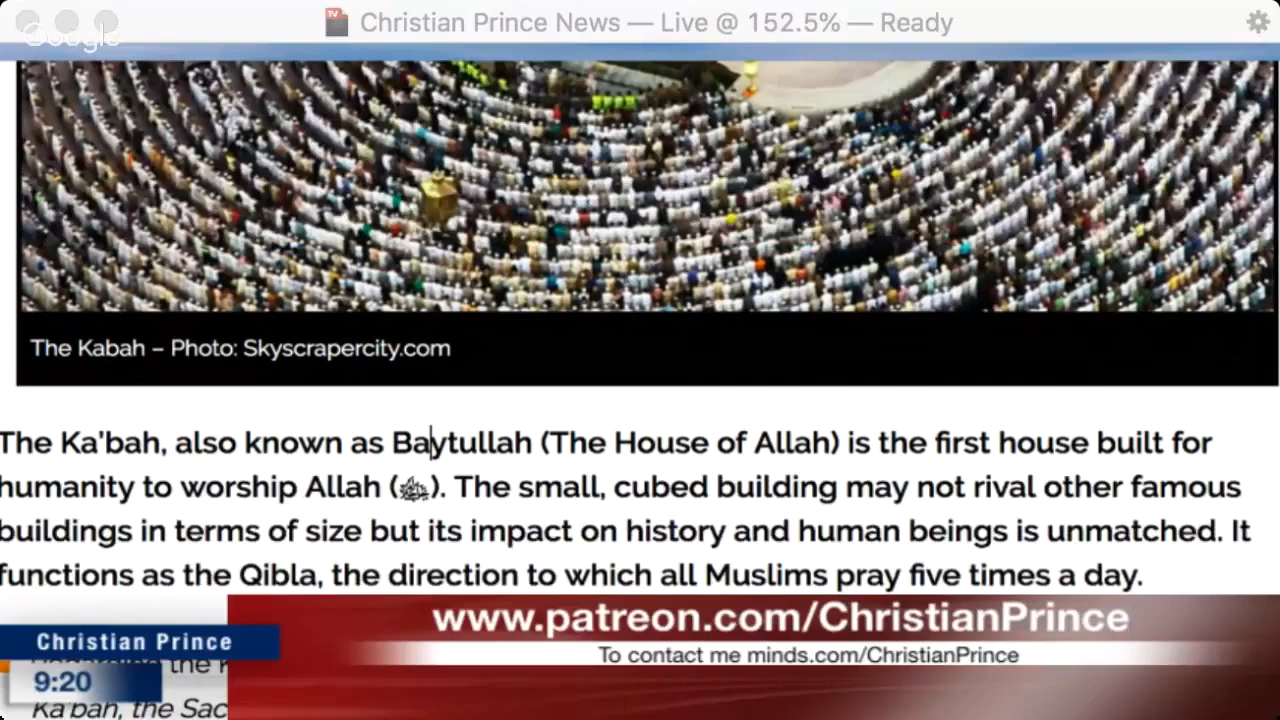 Christian Prince News — Live @ 152.5% — Ready
Google
The Kabah – Photo: Skyscrapercity.com
The Ka'bah, also known as Baytullah (The House of Allah) is the first house built for
humanity to worship Allah (ﷻ). The small, cubed building may not rival other famous
buildings in terms of size but its impact on history and human beings is unmatched. It
functions as the Qibla, the direction to which all Muslims pray five times a day.
www.patreon.com/ChristianPrince
Christian Prince
To contact me minds.com/ChristianPrince
the
9:20
Ka'bah, the Sac